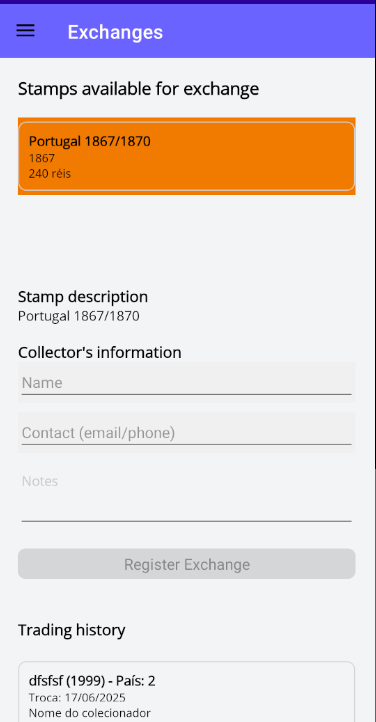 Exchanges
Stamps available for exchange
Portugal 1867/1870
1867
240 réis
Stamp description
Portugal 1867/1870
Collector's information
Name
Contact (email/phone)
Notes
Register Exchange
Trading history
dfsfsf (1999) - País: 2
Troca: 17/06/2025
Nome do colecionador